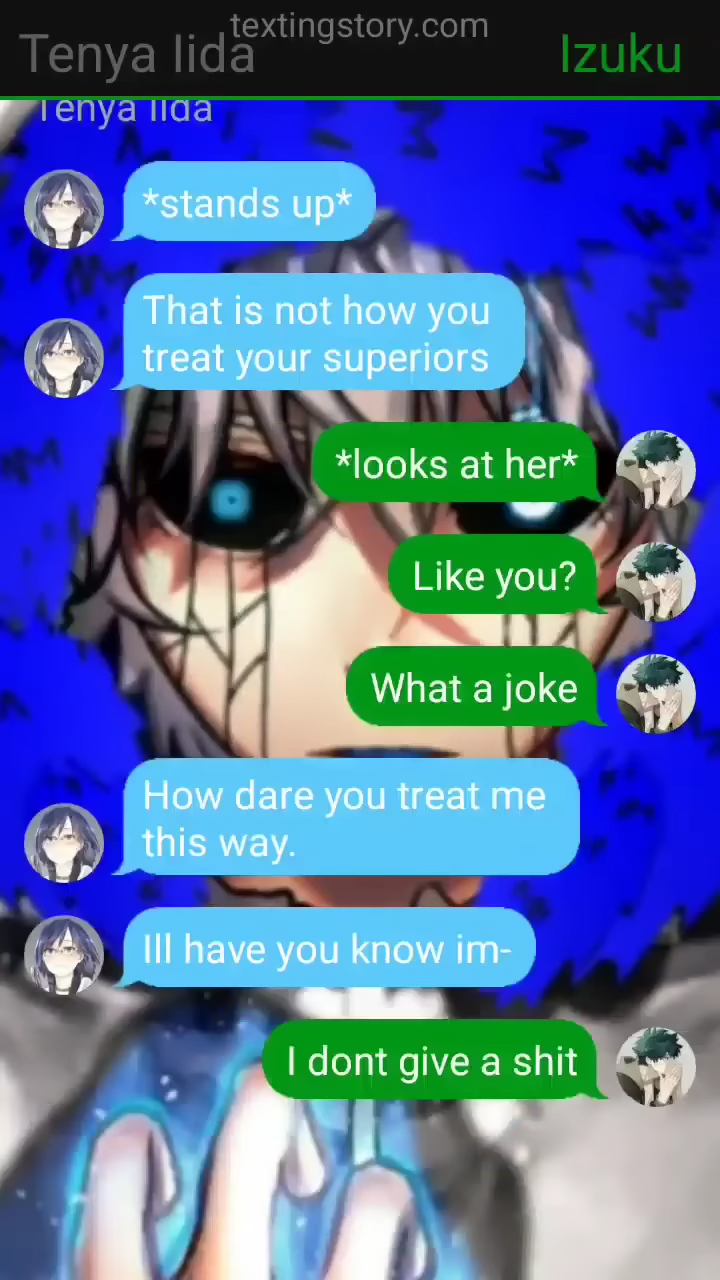 textingstory.com
Tenya Iida
Izuku
Tenya Iida
*stands up*
That is not how you
treat your superiors
*looks at her*
Like you?
What a joke
How dare you treat me
this way.
Ill have you know im-
I dont give a shit